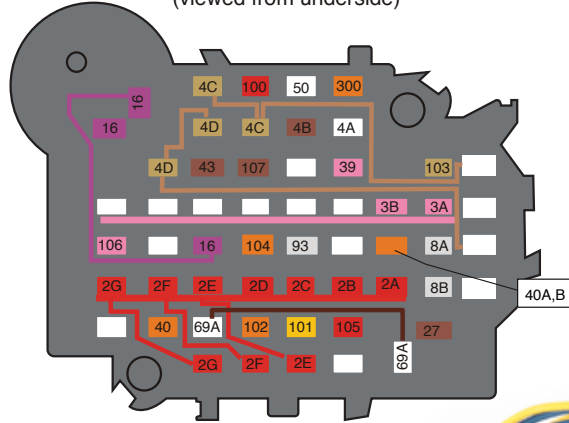 (viewed from underside)
4C 100 50 300
16
16 4D 4C 4B 4A
4D 43 107 39 103
3B 3A
106 16 104 93 8A
2G 2F 2E 2D 2C 2B 2A 8B
40A,B
40 69A 102 101 105 27
2G 2F 2E 69A